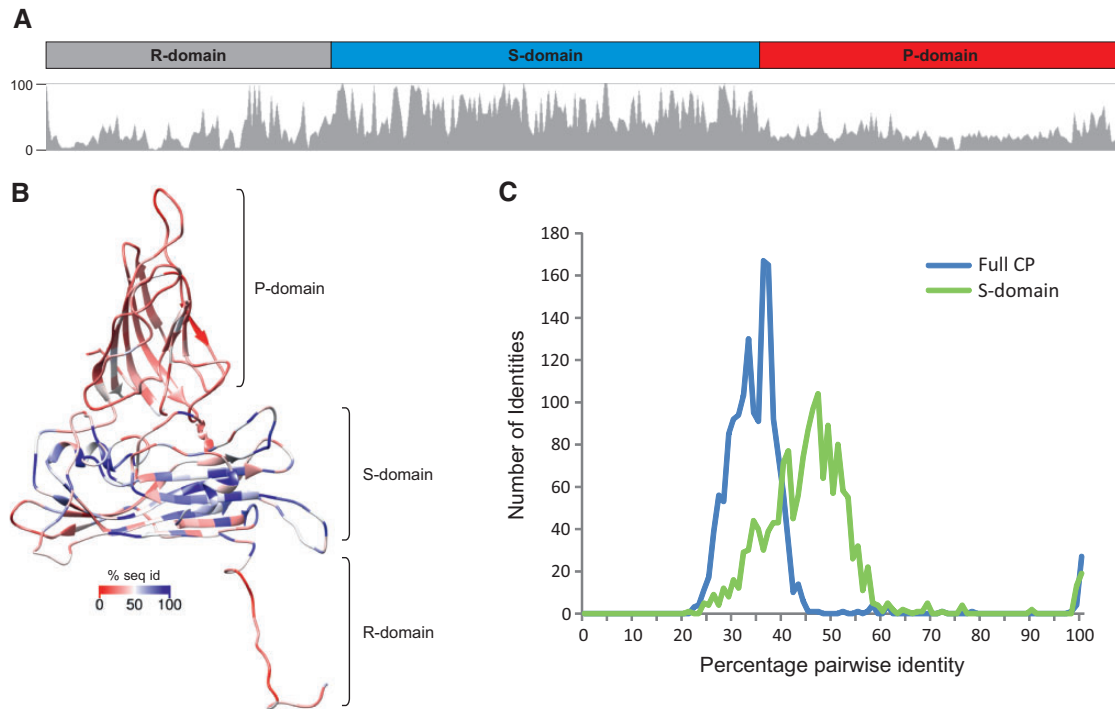 A
R-domain S-domain P-domain
100
0
B
P-domain
S-domain
R-domain
% seq id
0 50 100
C
Number of Identities
180
160
140
120
100
80
60
40
20
0
Full CP
S-domain
0 10 20 30 40 50 60 70 80 90 100
Percentage pairwise identity